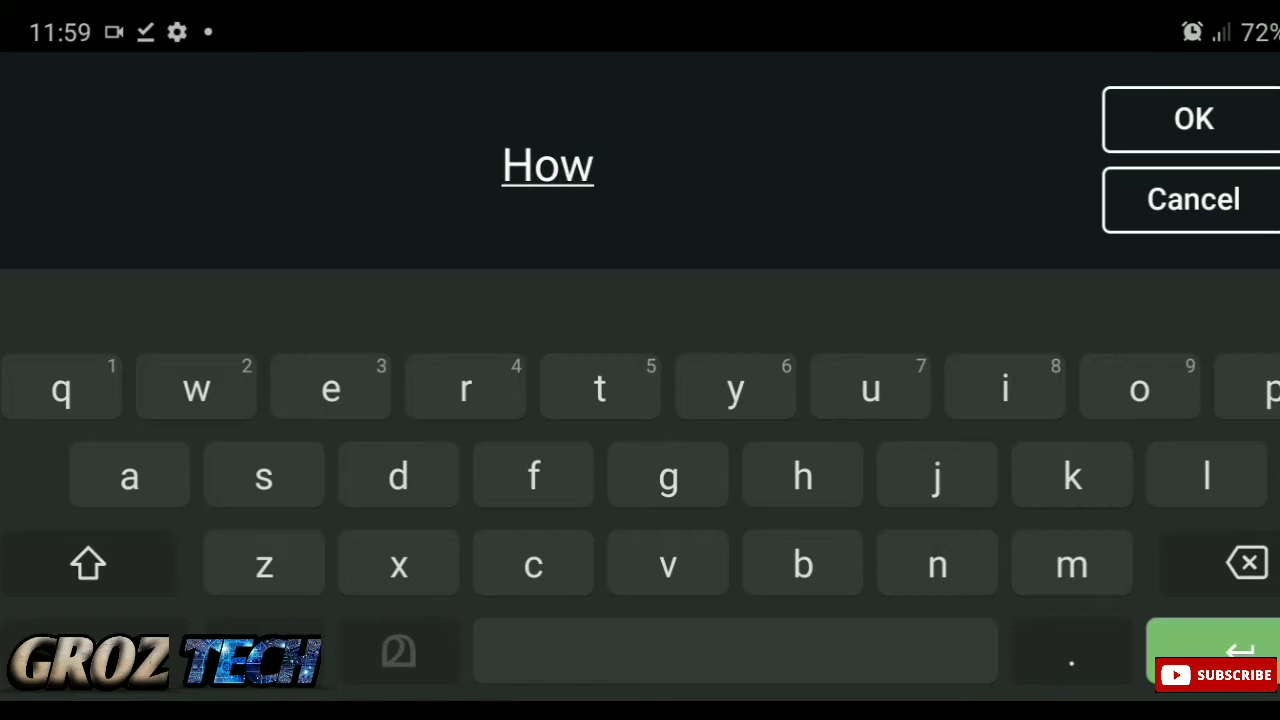 11:59
72%
OK
How
Cancel
1 2 3 4 5 6 7 8 9
q w e r t y u i o p
a s d f g h j k l
z x c v b n m
GROZ TECH മ .
SUBSCRIBE